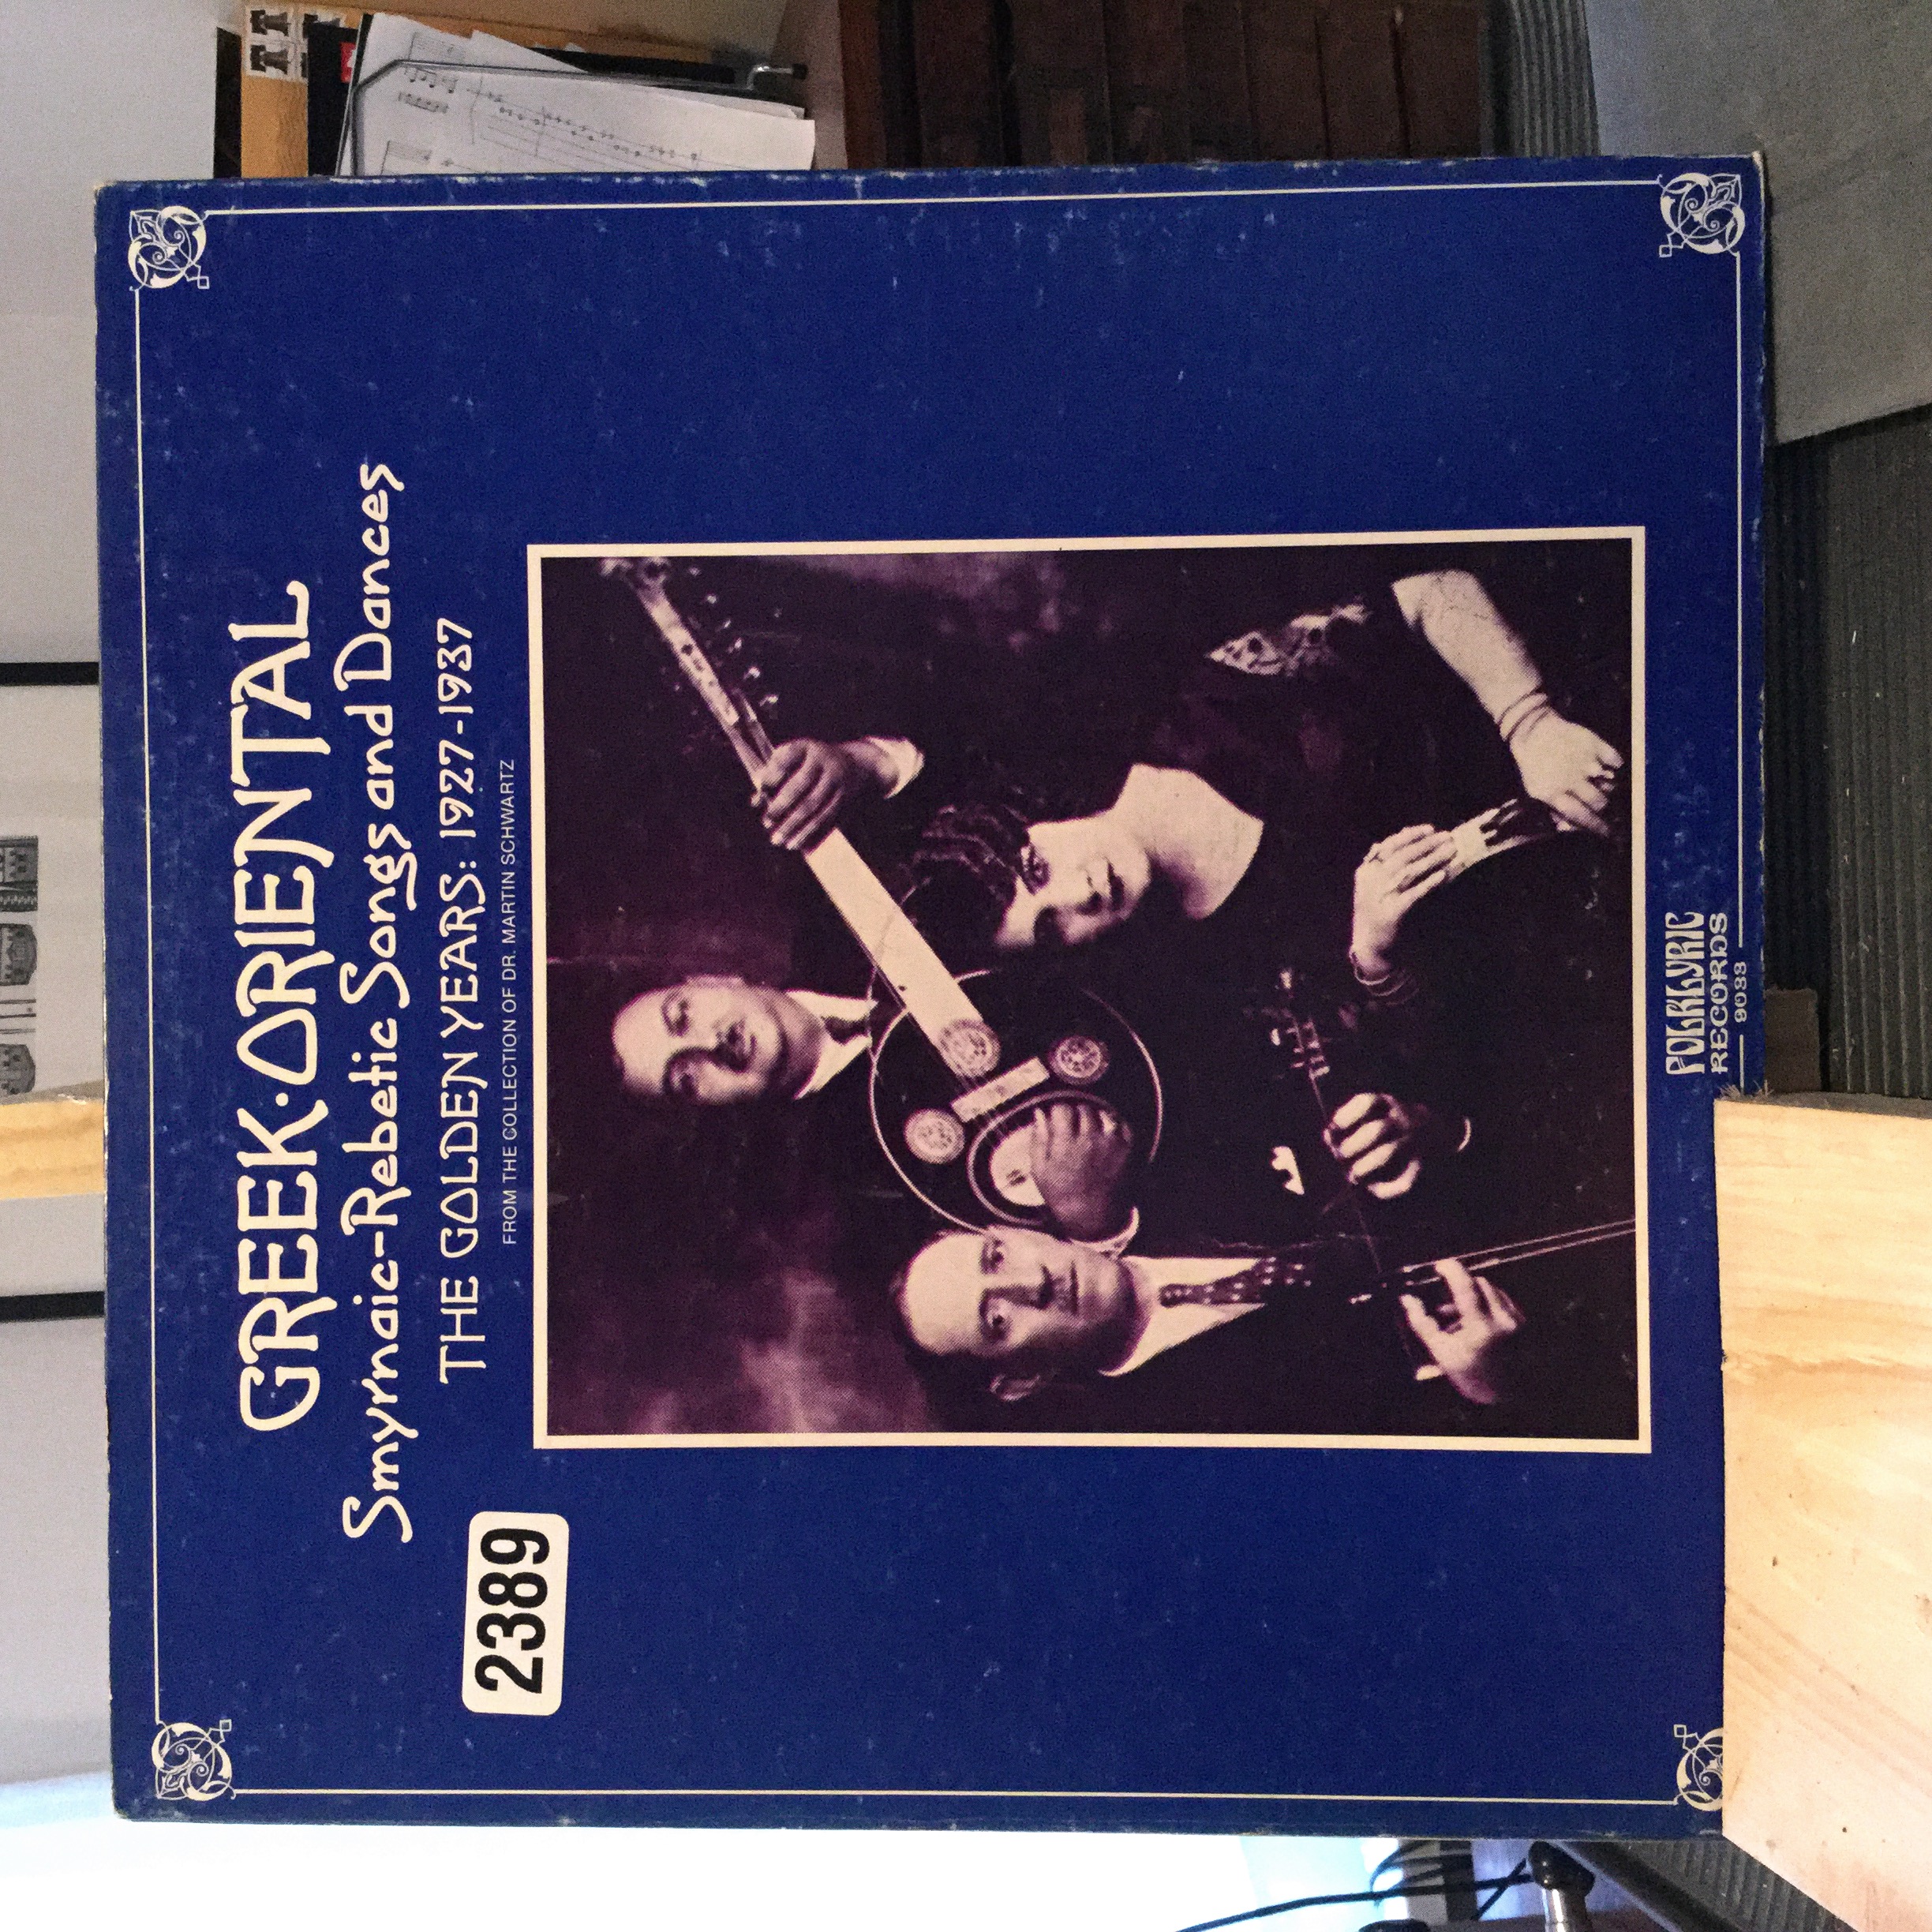 GREEK·ORIENTAL
Smyrnaic-Rebetic Songs and Dances
THE GOLDEN YEARS: 1927-1937
FROM THE COLLECTION OF DR. MARTIN SCHWARTZ
2389
FOLKLYRIC
RECORDS
9033